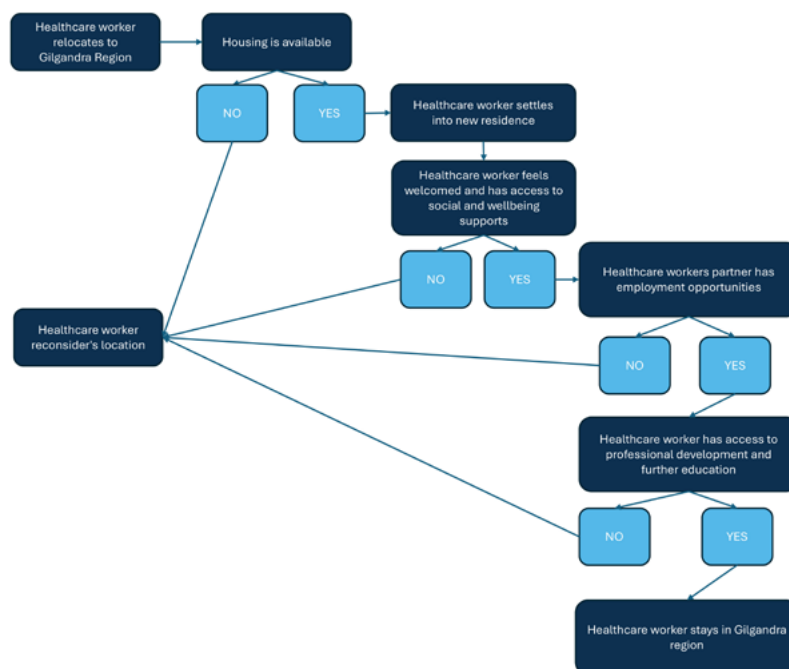 Healthcare worker
relocates to
Gilgandra Region
Housing is available
NO
YES
Healthcare worker settles
into new residence
Healthcare worker feels
welcomed and has access to
social and wellbeing
supports
NO
YES
Healthcare workers partner has
employment opportunities
Healthcare worker
reconsider's location
NO
YES
Healthcare worker has access to
professional development and
further education
NO
YES
Healthcare worker stays in Gilgandra
region